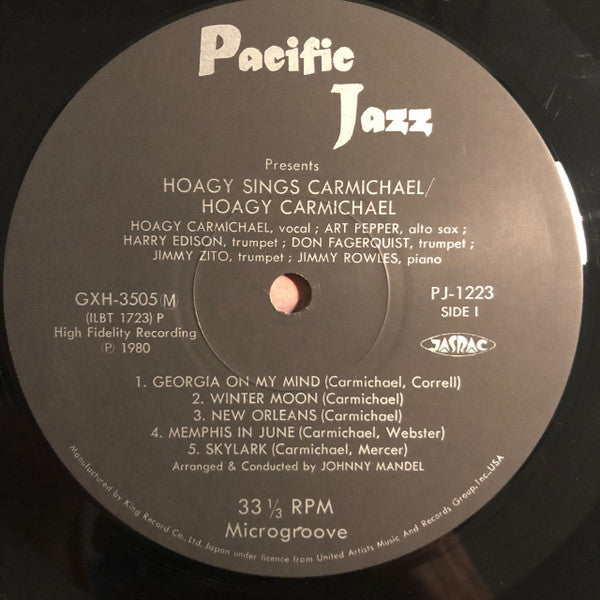 Pacific
Jazz
Presents
HOAGY SINGS CARMICHAEL/
HOAGY CARMICHAEL
HOAGY CARMICHAEL, vocal ; ART PEPPER, alto sax ;
HARRY EDISON, trumpet ; DON FAGERQUIST, trumpet ;
JIMMY ZITO, trumpet ; JIMMY ROWLES, piano
GXH-3505 (M)
(ILBT 1723) P
High Fidelity Recording
Ⓟ 1980
PJ-1223
SIDE I
JASRAC
1. GEORGIA ON MY MIND (Carmichael, Correll)
2. WINTER MOON (Carmichael)
3. NEW ORLEANS (Carmichael)
4. MEMPHIS IN JUNE (Carmichael, Webster)
5. SKYLARK (Carmichael, Mercer)
Arranged & Conducted by JOHNNY MANDEL
33 ⅓ RPM
Microgroove
Manufactured by King Record Co., Ltd. Japan under licence from United Artists Music And Records Group, Inc., USA